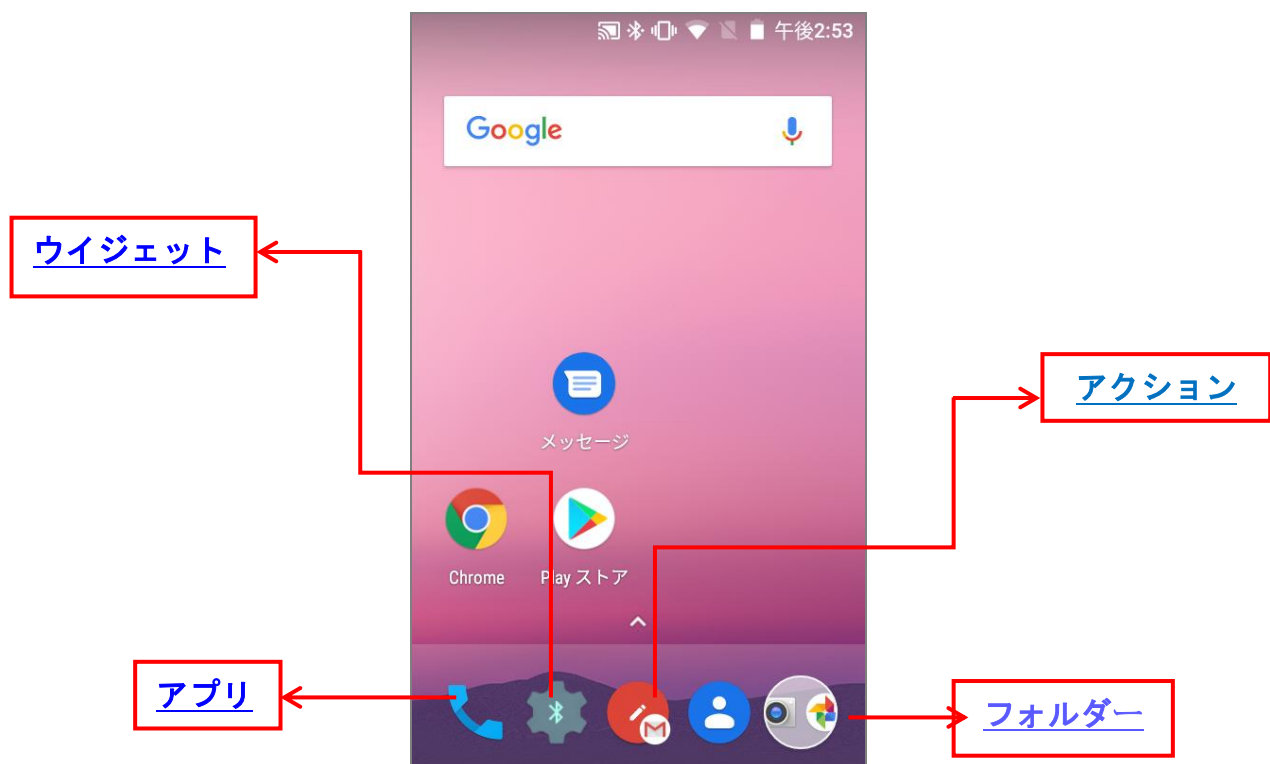 午後2:53
Google
ウイジェット
アクション
メッセージ
Chrome
Play ストア
アプリ
フォルダー